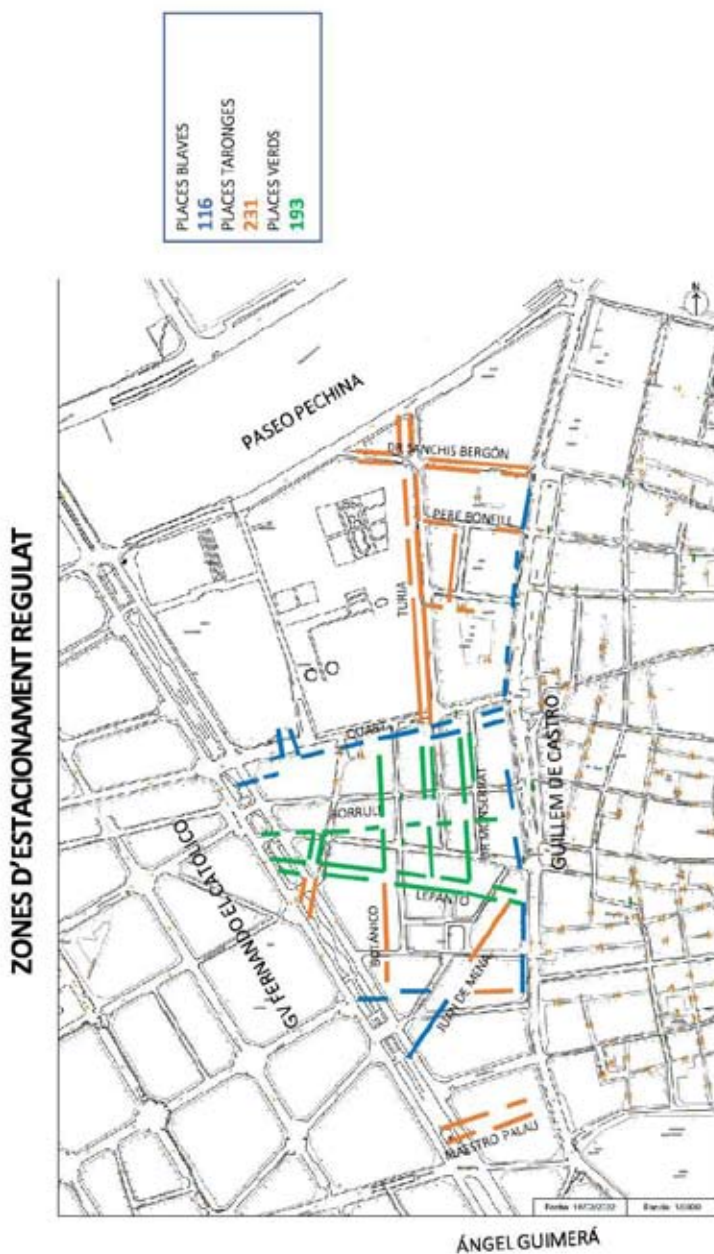 ZONES D'ESTACIONAMENT REGULAT
PLACES BLAVES
116
PLACES TARONGES
231
PLACES VERDS
193
PASEO PECHINA
DR SANCHIS BERGÓN
PERE BONFILL
TURIA
QUART
BORRULL
GV FERNANDO EL CATÓLICO
LEPANTO
BOTÁNICO
JUAN DE MENA
GUILLEM DE CASTRO
MAESTRO PALAU
ÁNGEL GUIMERÁ
N